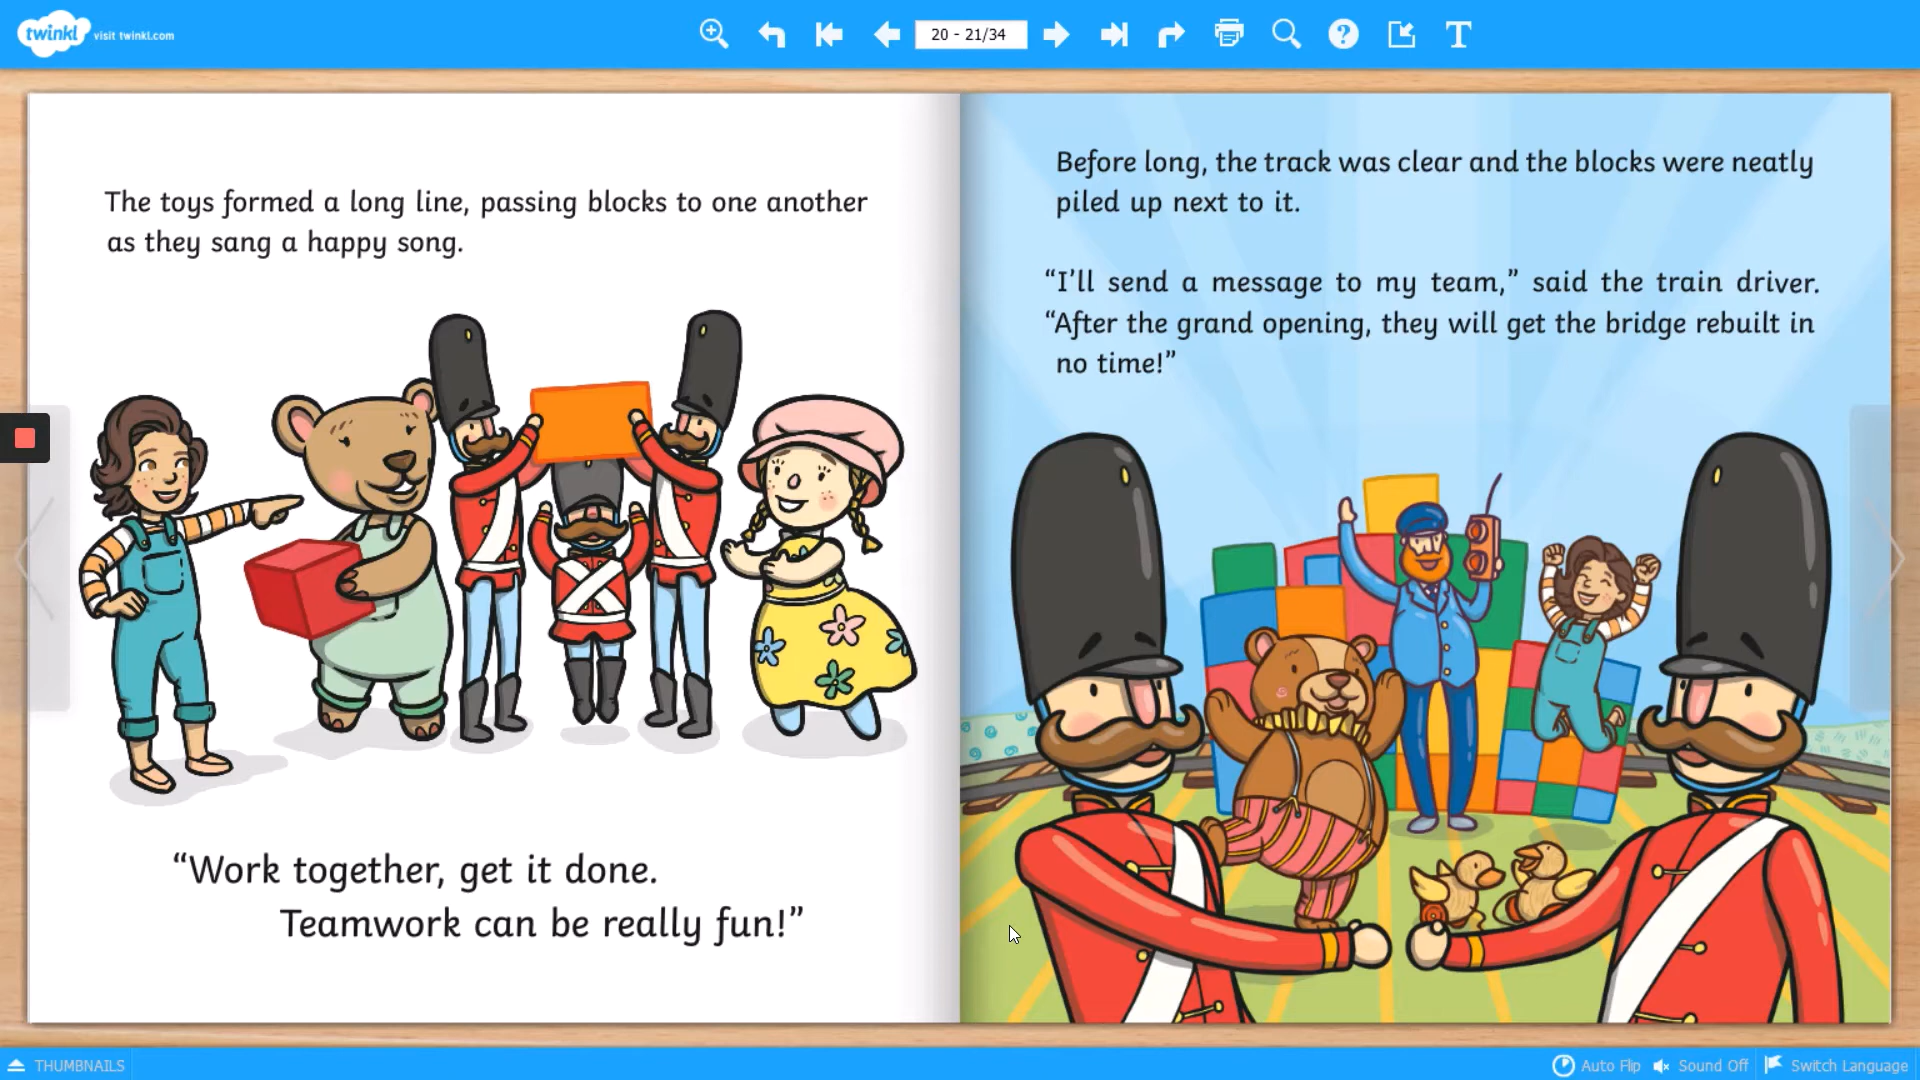 twinkl visit twinkl.com
20 - 21/34
The toys formed a long line, passing blocks to one another
as they sang a happy song.
“Work together, get it done.
Teamwork can be really fun!”
Before long, the track was clear and the blocks were neatly
piled up next to it.
“I’ll send a message to my team,” said the train driver.
“After the grand opening, they will get the bridge rebuilt in
no time!”
THUMBNAILS
Auto Flip
Sound Off
Switch Language